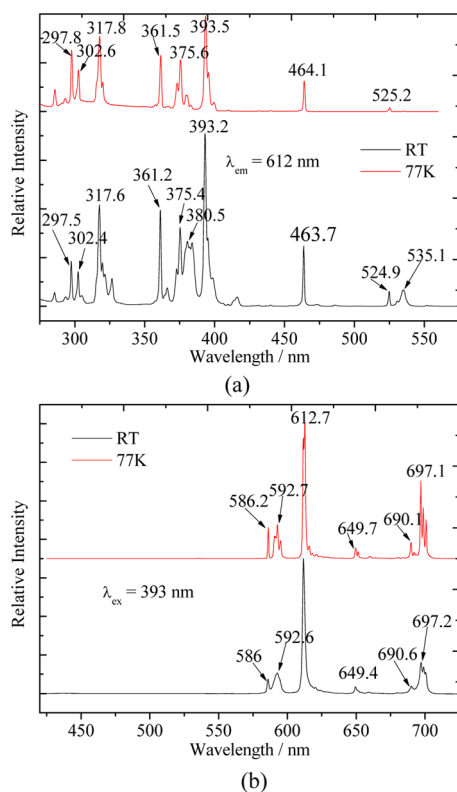 393.5
317.8
361.5
297.8
302.6
375.6
464.1
525.2
393.2
λem = 612 nm
RT
77K
317.6
361.2
375.4
380.5
297.5
302.4
463.7
524.9
535.1
Relative Intensity
300 350 400 450 500 550
Wavelength / nm
(a)
612.7
RT
77K
697.1
586.2
592.7
649.7
690.1
λex = 393 nm
592.6
586
649.4
690.6
697.2
Relative Intensity
450 500 550 600 650 700
Wavelength / nm
(b)